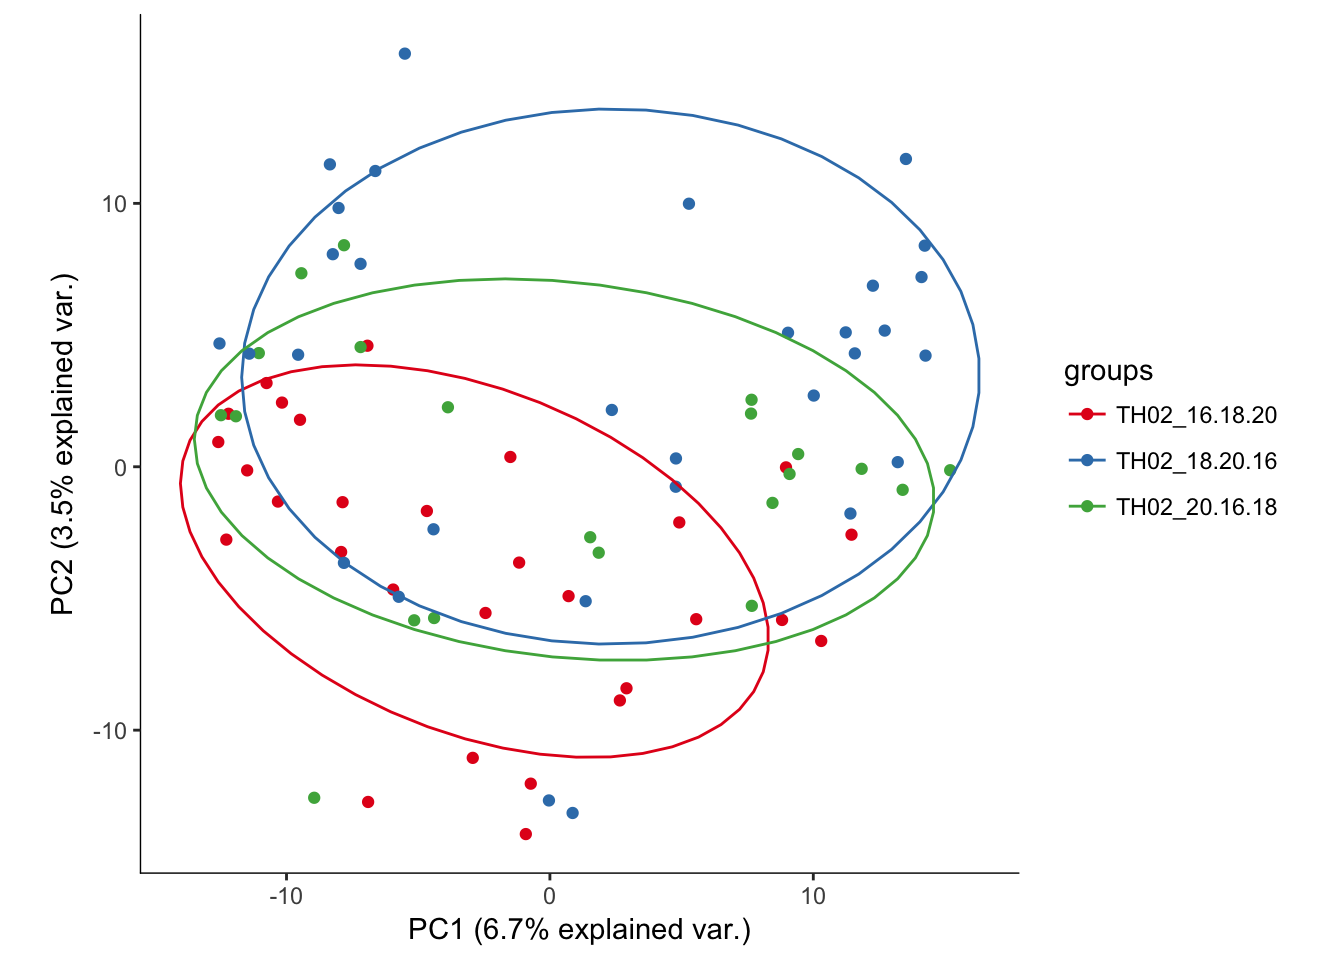 10
0
-10
-10
0
10
PC1 (6.7% explained var.)
PC2 (3.5% explained var.)
groups
TH02_16.18.20
TH02_18.20.16
TH02_20.16.18